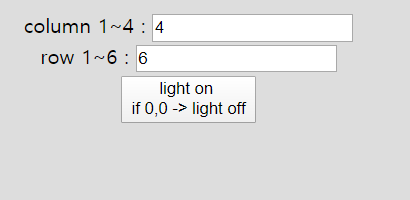 column 1~4 : 4
row 1~6 : 6
light on
if 0,0 -> light off